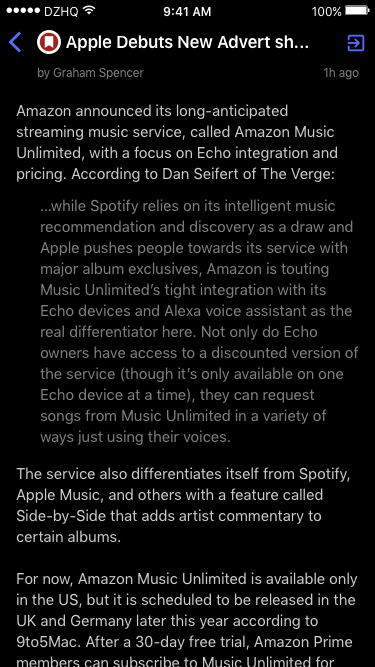 DZHQ 9:41 AM 100%
Apple Debuts New Advert sh...
by Graham Spencer 1h ago
Amazon announced its long-anticipated
streaming music service, called Amazon Music
Unlimited, with a focus on Echo integration and
pricing. According to Dan Seifert of The Verge:
...while Spotify relies on its intelligent music
recommendation and discovery as a draw and
Apple pushes people towards its service with
major album exclusives, Amazon is touting
Music Unlimited’s tight integration with its
Echo devices and Alexa voice assistant as the
real differentiator here. Not only do Echo
owners have access to a discounted version of
the service (though it’s only available on one
Echo device at a time), they can request
songs from Music Unlimited in a variety of
ways just using their voices.
The service also differentiates itself from Spotify,
Apple Music, and others with a feature called
Side-by-Side that adds artist commentary to
certain albums.
For now, Amazon Music Unlimited is available only
in the US, but it is scheduled to be released in the
UK and Germany later this year according to
9to5Mac. After a 30-day free trial, Amazon Prime
members can subscribe to Music Unlimited for